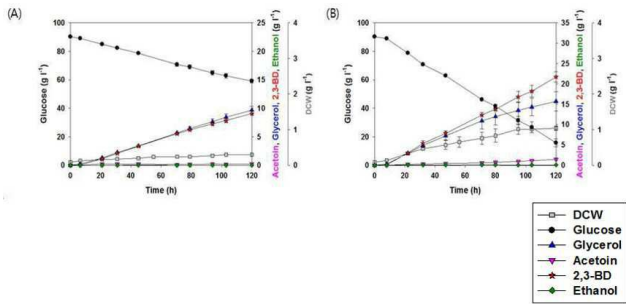 (A)
100
80
60
40
20
0
Glucose (g l⁻¹)
25
20
15
10
5
0
Acetoin, Glycerol, 2,3-BD, Ethanol (g l⁻¹)
4
3
2
1
0
DCW(g l⁻¹)
0 20 40 60 80 100 120
Time (h)
(B)
100
80
60
40
20
0
Glucose (g l⁻¹)
35
30
25
20
15
10
5
0
Acetoin, Glycerol, 2,3-BD, Ethanol (g l⁻¹)
4
3
2
1
0
DCW(g l⁻¹)
0 20 40 60 80 100 120
Time (h)
DCW
Glucose
Glycerol
Acetoin
2,3-BD
Ethanol